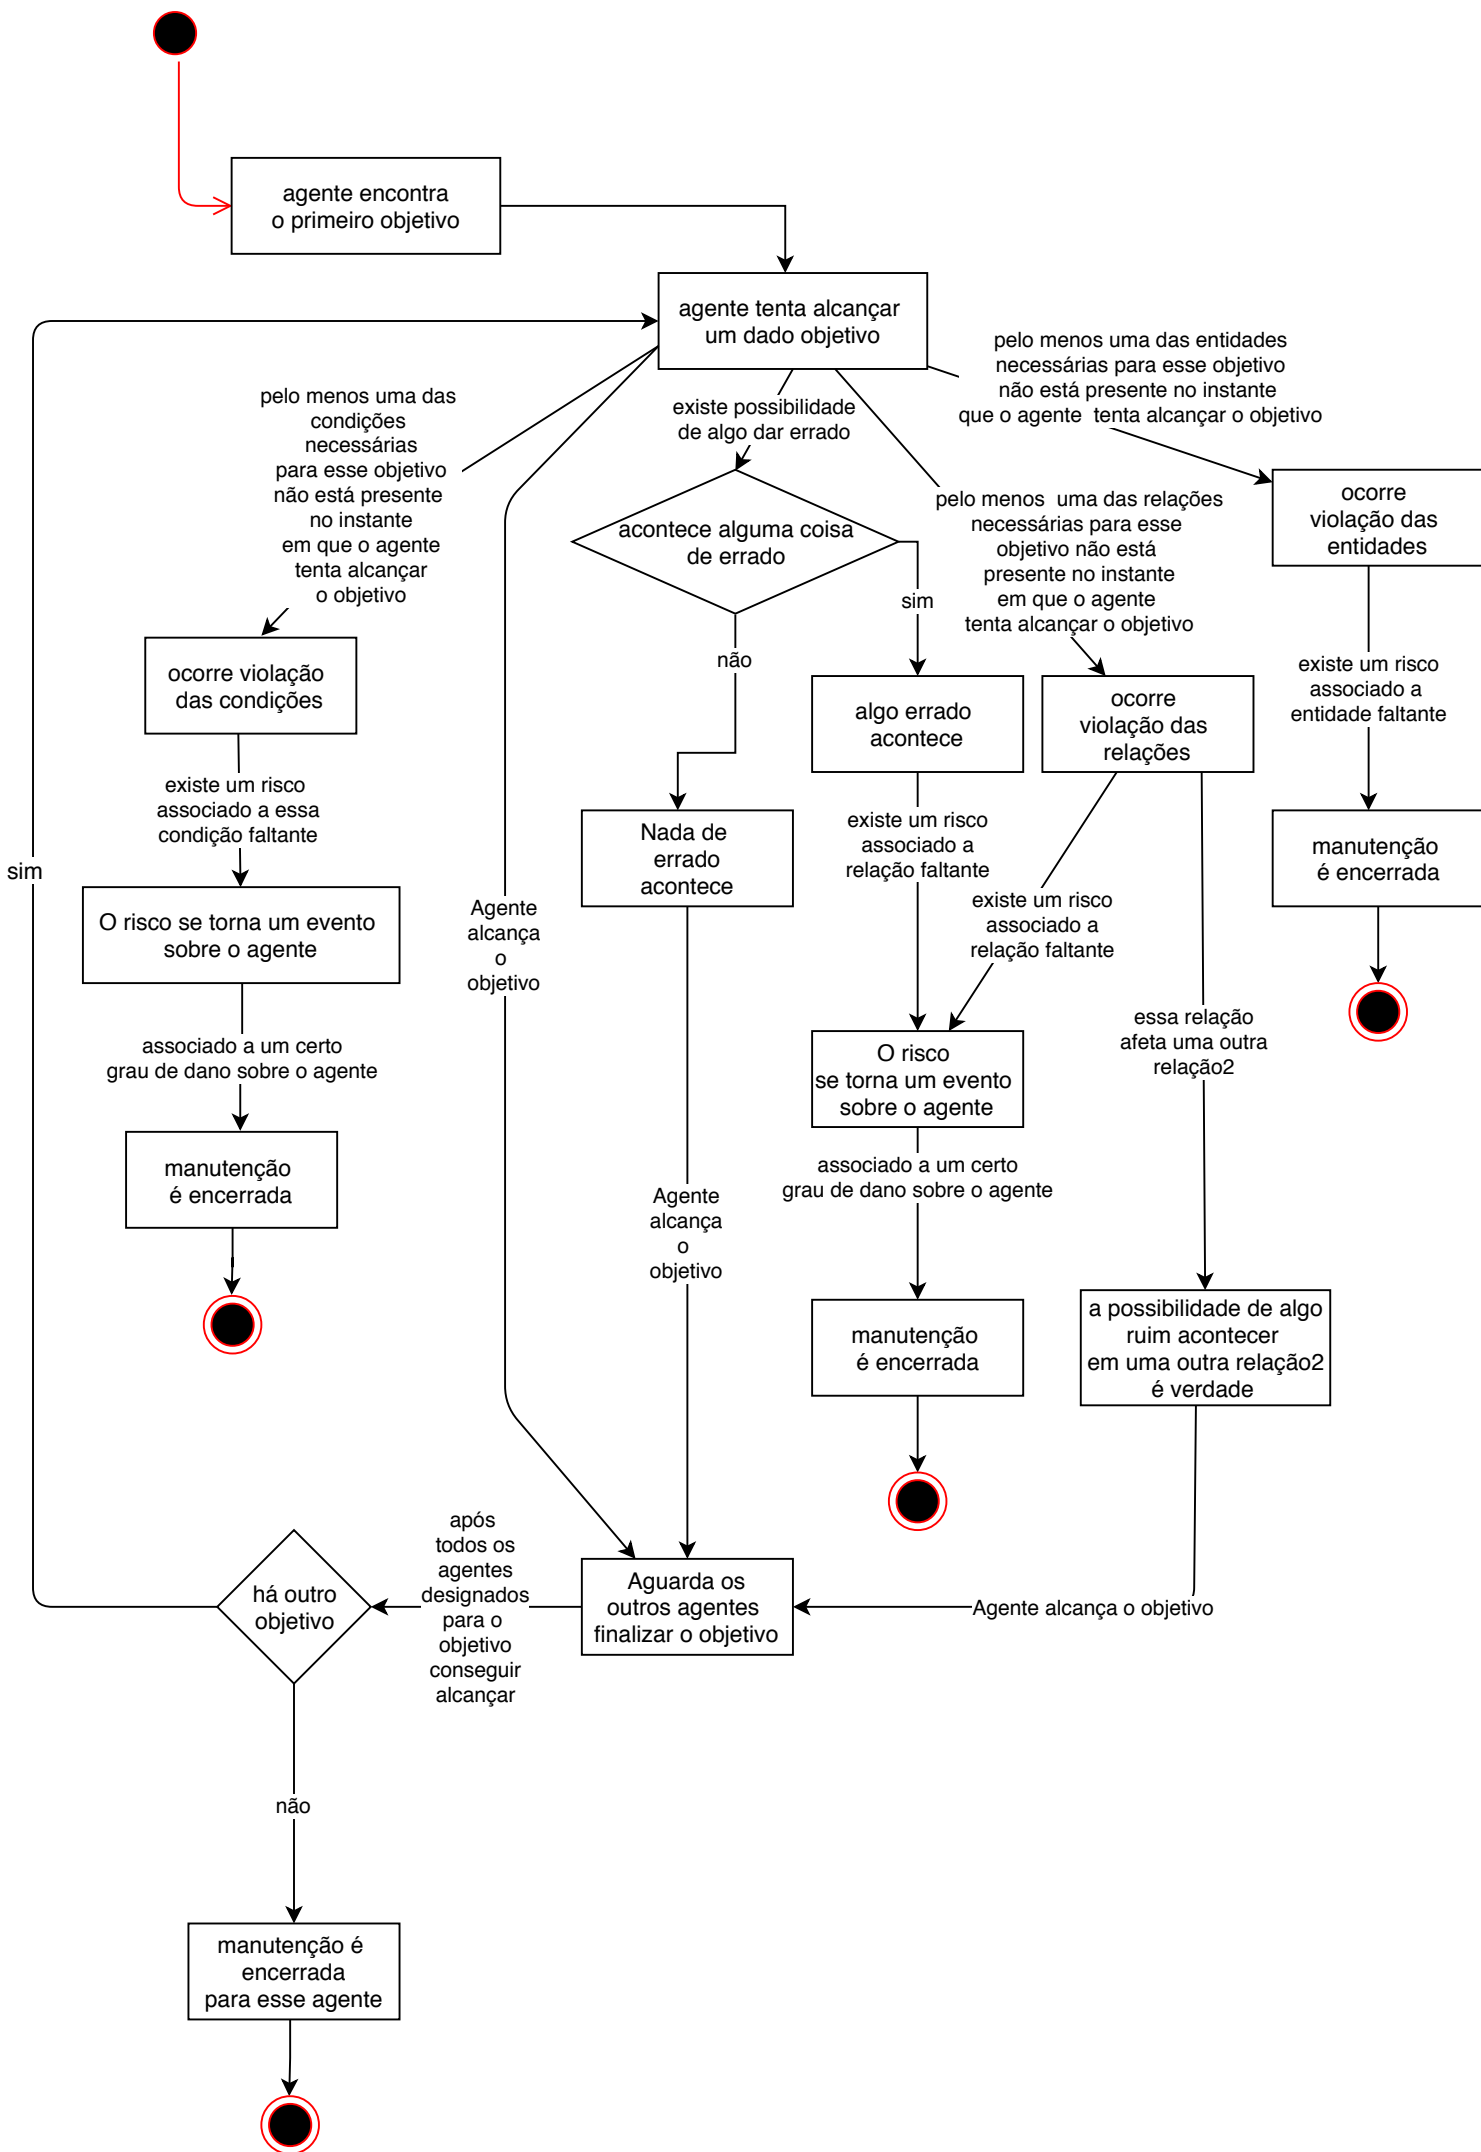 agente encontra
o primeiro objetivo
agente tenta alcançar
um dado objetivo
pelo menos uma das entidades
necessárias para esse objetivo
não está presente no instante
que o agente tenta alcançar o objetivo
pelo menos uma das
condições
necessárias
para esse objetivo
não está presente
no instante
em que o agente
tenta alcançar
o objetivo
existe possibilidade
de algo dar errado
acontece alguma coisa
de errado
pelo menos uma das relações
necessárias para esse
objetivo não está
presente no instante
em que o agente
tenta alcançar o objetivo
ocorre
violação das
entidades
sim
não
ocorre violação
das condições
algo errado
acontece
ocorre
violação das
relações
existe um risco
associado a
entidade faltante
existe um risco
associado a essa
condição faltante
Nada de
errado
acontece
existe um risco
associado a
relação faltante
existe um risco
associado a
relação faltante
manutenção
é encerrada
sim
O risco se torna um evento
sobre o agente
Agente
alcança
o
objetivo
essa relação
afeta uma outra
relação2
associado a um certo
grau de dano sobre o agente
O risco
se torna um evento
sobre o agente
manutenção
é encerrada
Agente
alcança
o
objetivo
associado a um certo
grau de dano sobre o agente
manutenção
é encerrada
a possibilidade de algo
ruim acontecer
em uma outra relação2
é verdade
há outro
objetivo
após
todos os
agentes
designados
para o
objetivo
conseguir
alcançar
Aguarda os
outros agentes
finalizar o objetivo
Agente alcança o objetivo
não
manutenção é
encerrada
para esse agente